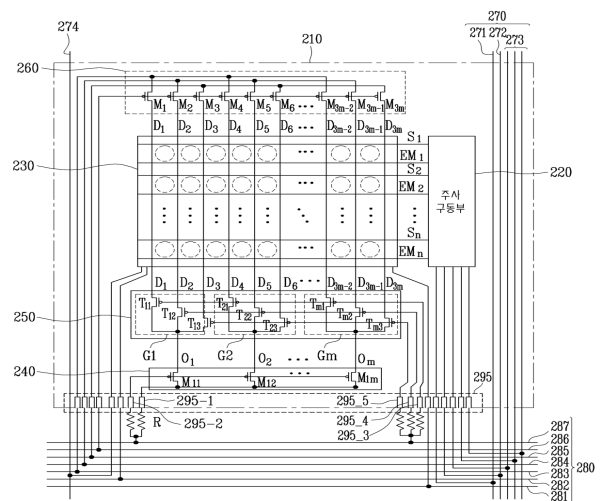 270
274 210 271 272 273
260
M1 M2 M3 M4 M5 M6 ... M3m-2 M3m-1 M3m
D1 D2 D3 D4 D5 D6 ... D3m-2 D3m-1 D3m
230 S1
EM1
S2 220
EM2
주사
구동부
Sn
EMn
D1 D2 D3 D4 D5 D6 ... D3m-2 D3m-1 D3m
T11 T21 Tm1
250 T12 T22 Tm2
T13 T23 Tm3
G1 G2 Gm
240 O1 O2 ... Om
M11 M12 M1m
295
295-1 295_5
R 295-2 295_4
295_3
287
286
285
284 280
283
282
281